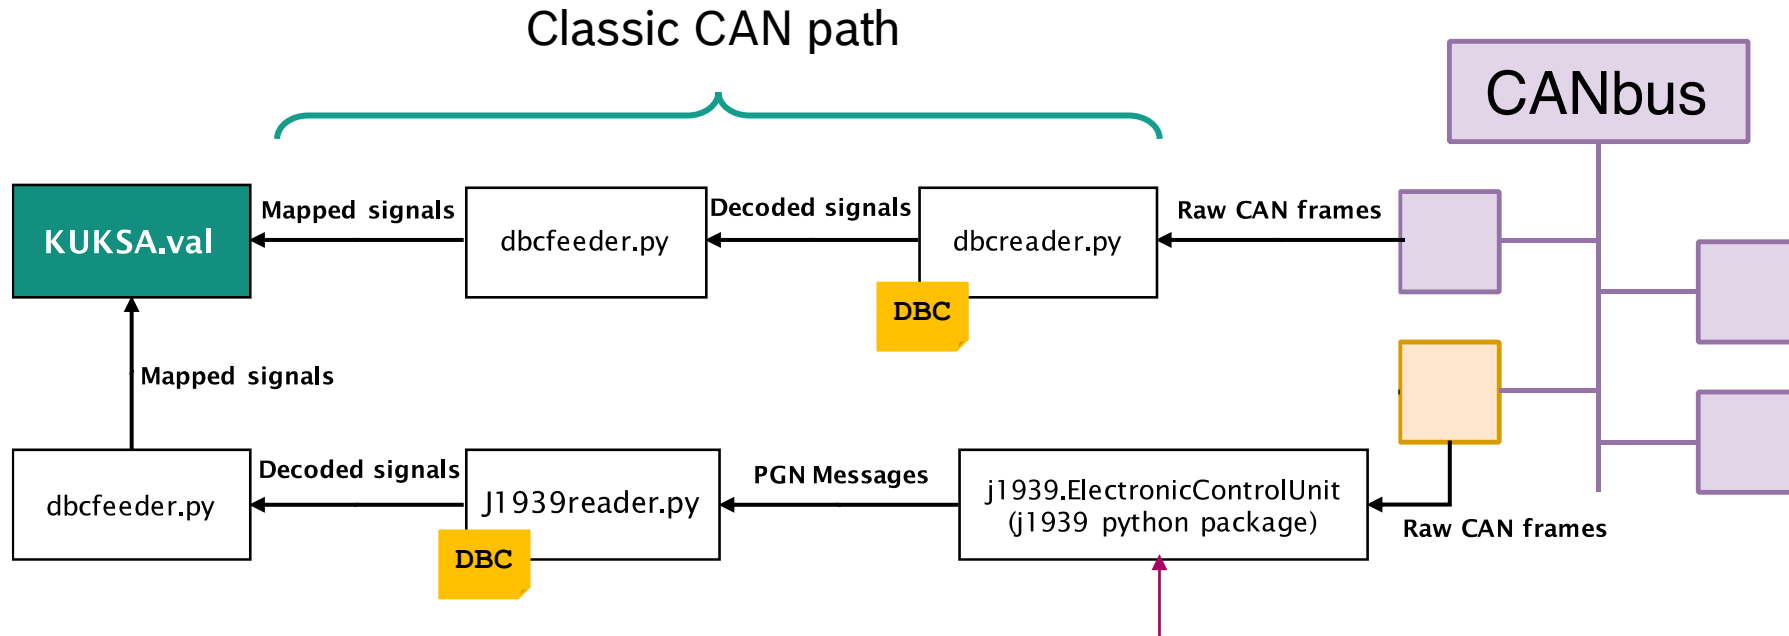 Classic CAN path
CANbus
KUKSA.val
Mapped signals
dbcfeeder.py
Decoded signals
dbcreader.py
Raw CAN frames
DBC
Mapped signals
dbcfeeder.py
Decoded signals
J1939reader.py
PGN Messages
j1939.ElectronicControlUnit
(j1939 python package)
Raw CAN frames
DBC